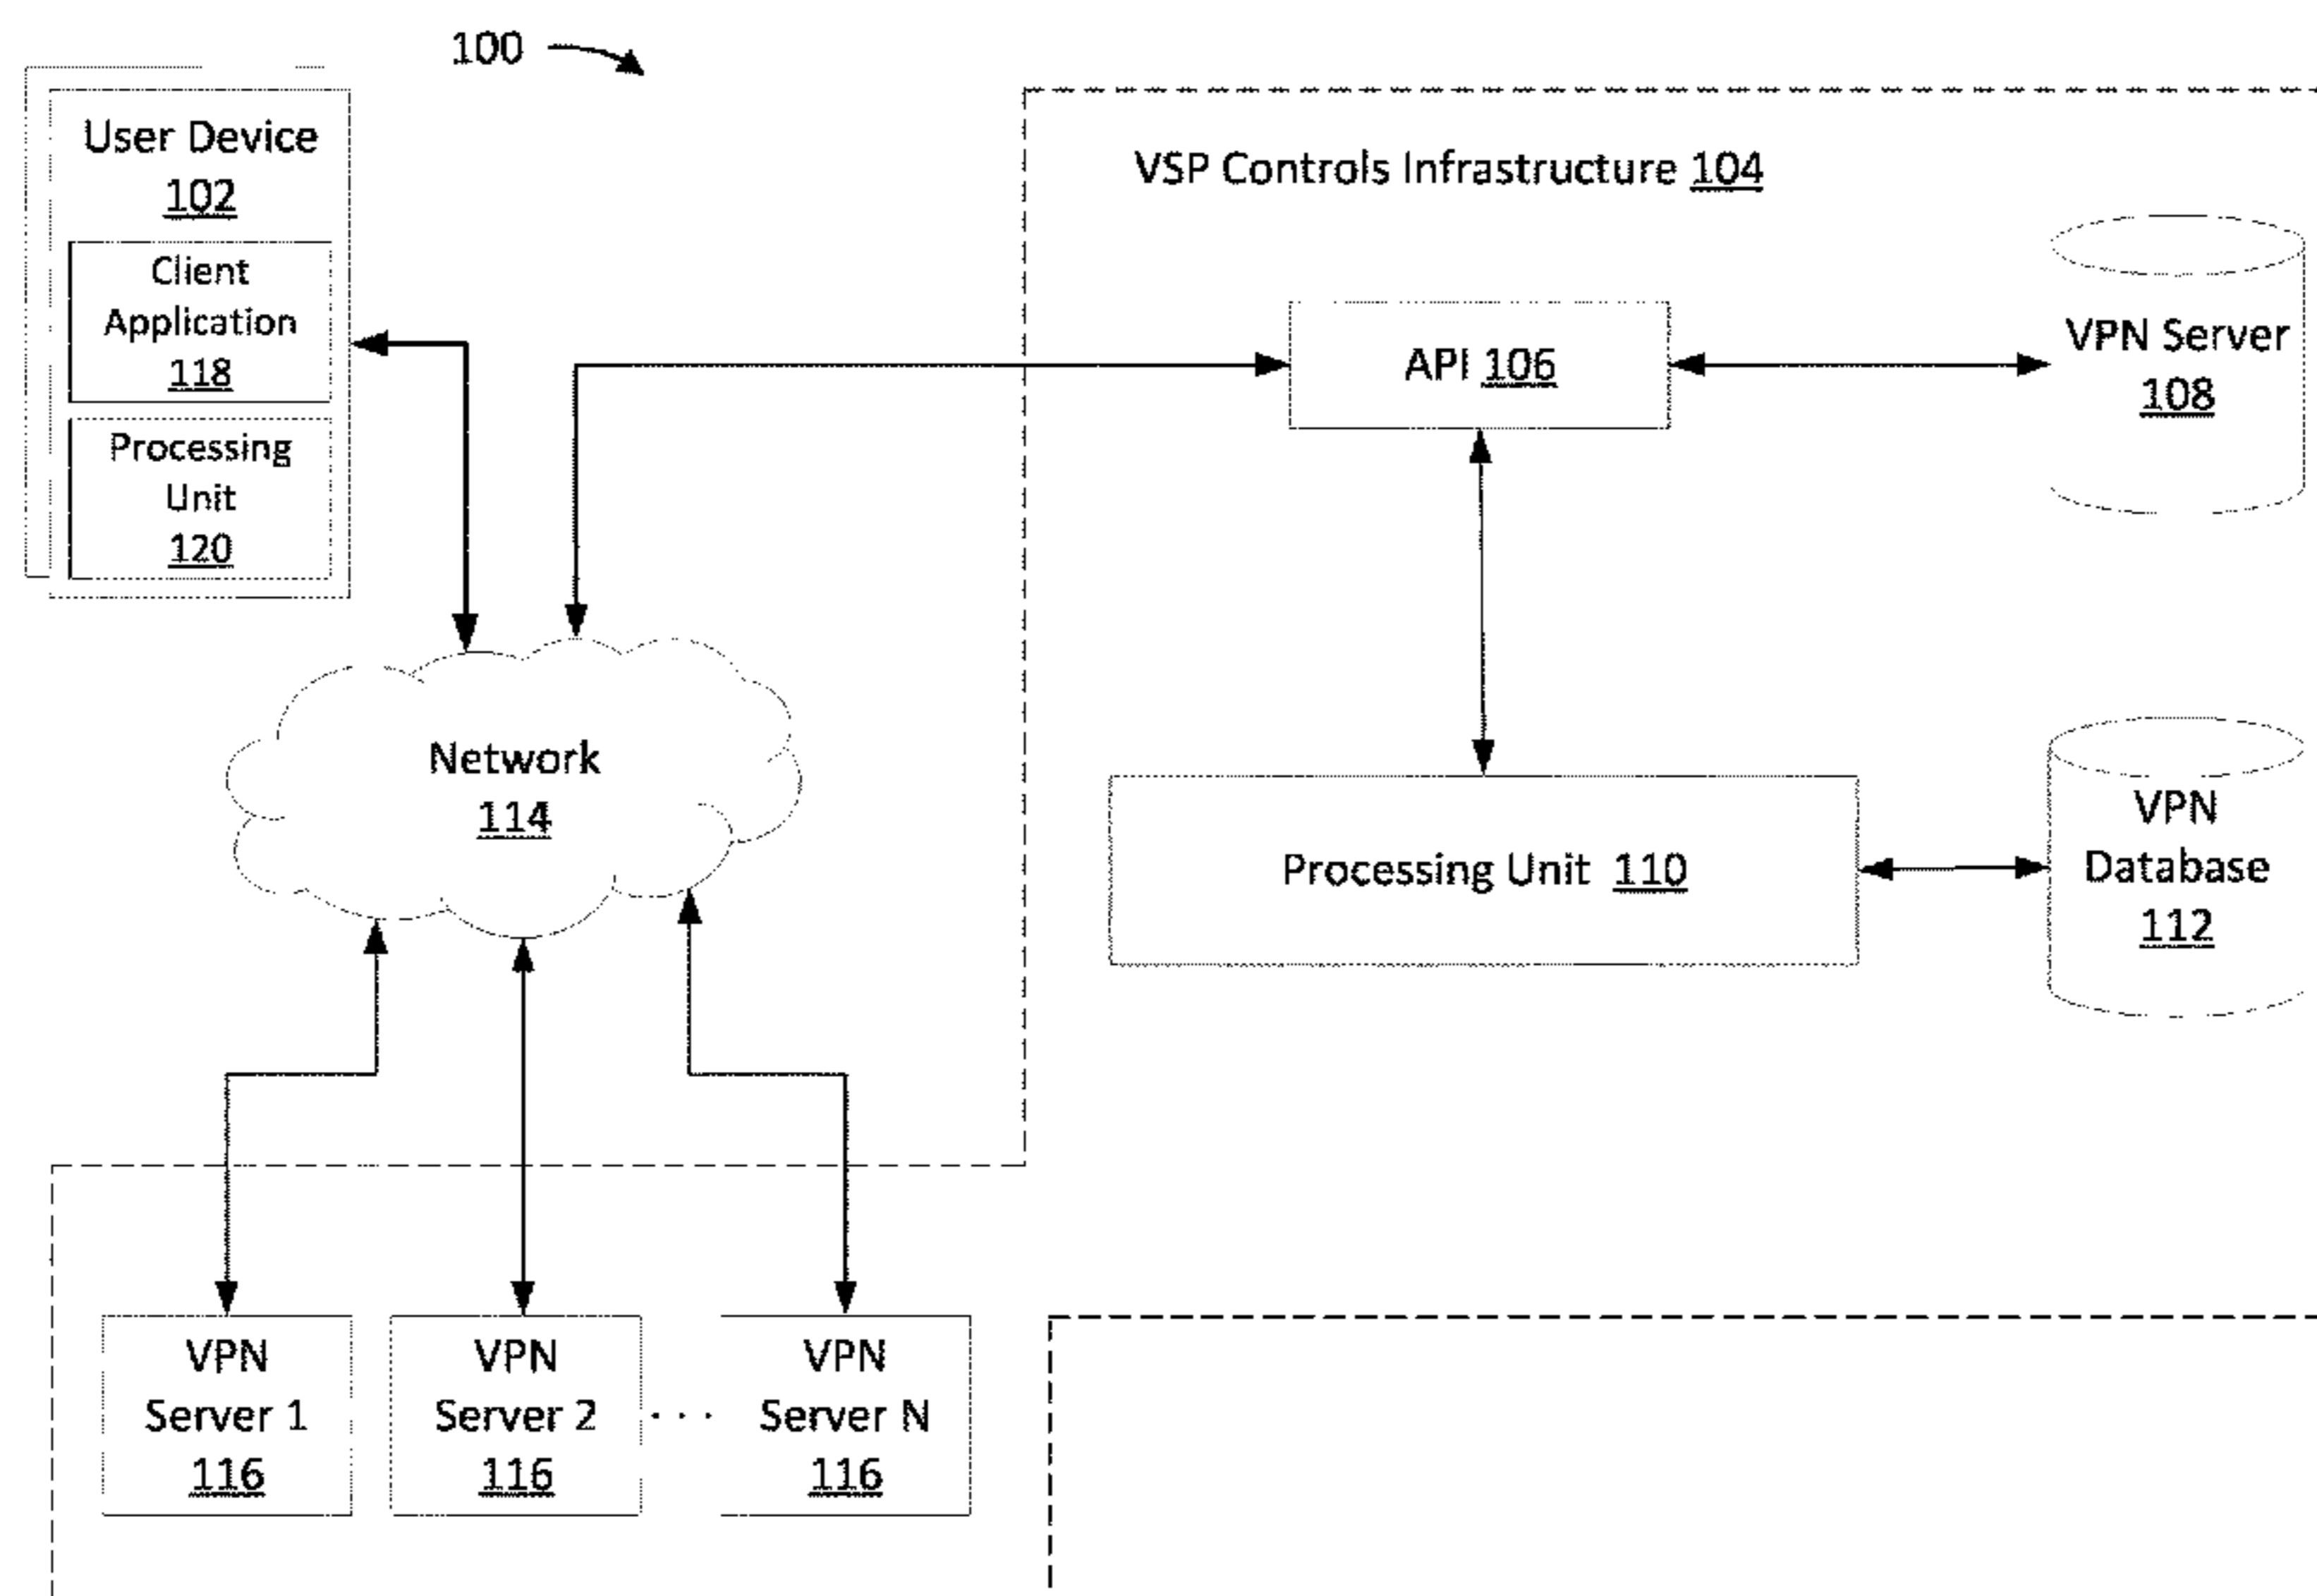 100
User Device
102
Client
Application
118
Processing
Unit
120
VSP Controls Infrastructure 104
API 106
VPN Server
108
Network
114
Processing Unit 110
VPN
Database
112
VPN
Server 1
116
VPN
Server 2
116
. . .
VPN
Server N
116